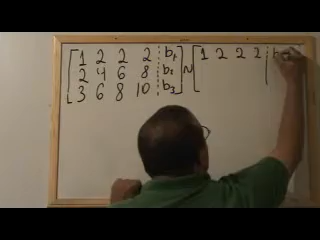 [ 1 2 2 2 ¦ b₁ ] ~ [ 1 2 2 2 ¦
[ 2 4 6 8 ¦ b₂ ]
[ 3 6 8 10 ¦ b₃ ]